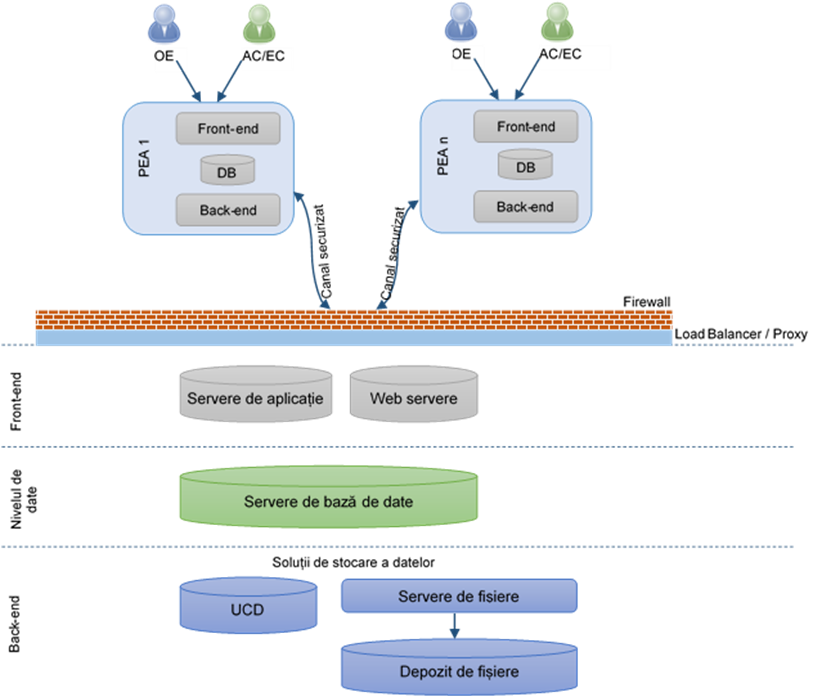 OE
AC/EC
OE
AC/EC
PEA 1
Front-end
DB
Back-end
PEA n
Front-end
DB
Back-end
Canal securizat
Canal securizat
Firewall
Load Balancer / Proxy
Front-end
Servere de aplicație
Web servere
Nivelul de
date
Servere de bază de date
Back-end
Soluții de stocare a datelor
UCD
Servere de fișiere
Depozit de fișiere